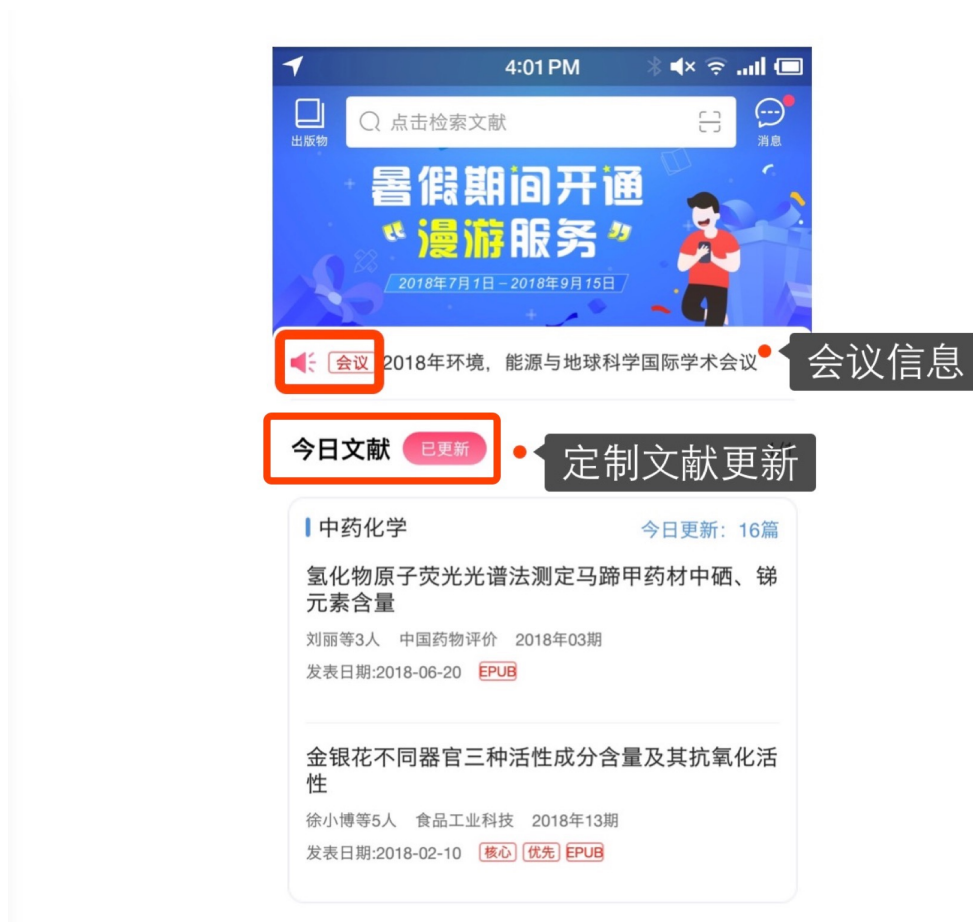 4:01 PM
出版物
点击检索文献
消息
暑假期间开通
“漫游服务”
2018年7月1日－2018年9月15日
会议 2018年环境，能源与地球科学国际学术会议
会议信息
今日文献 已更新
定制文献更新
中药化学 今日更新：16篇
氢化物原子荧光光谱法测定马蹄甲药材中硒、锑
元素含量
刘丽等3人 中国药物评价 2018年03期
发表日期:2018-06-20 EPUB
金银花不同器官三种活性成分含量及其抗氧化活
性
徐小博等5人 食品工业科技 2018年13期
发表日期:2018-02-10 核心 优先 EPUB